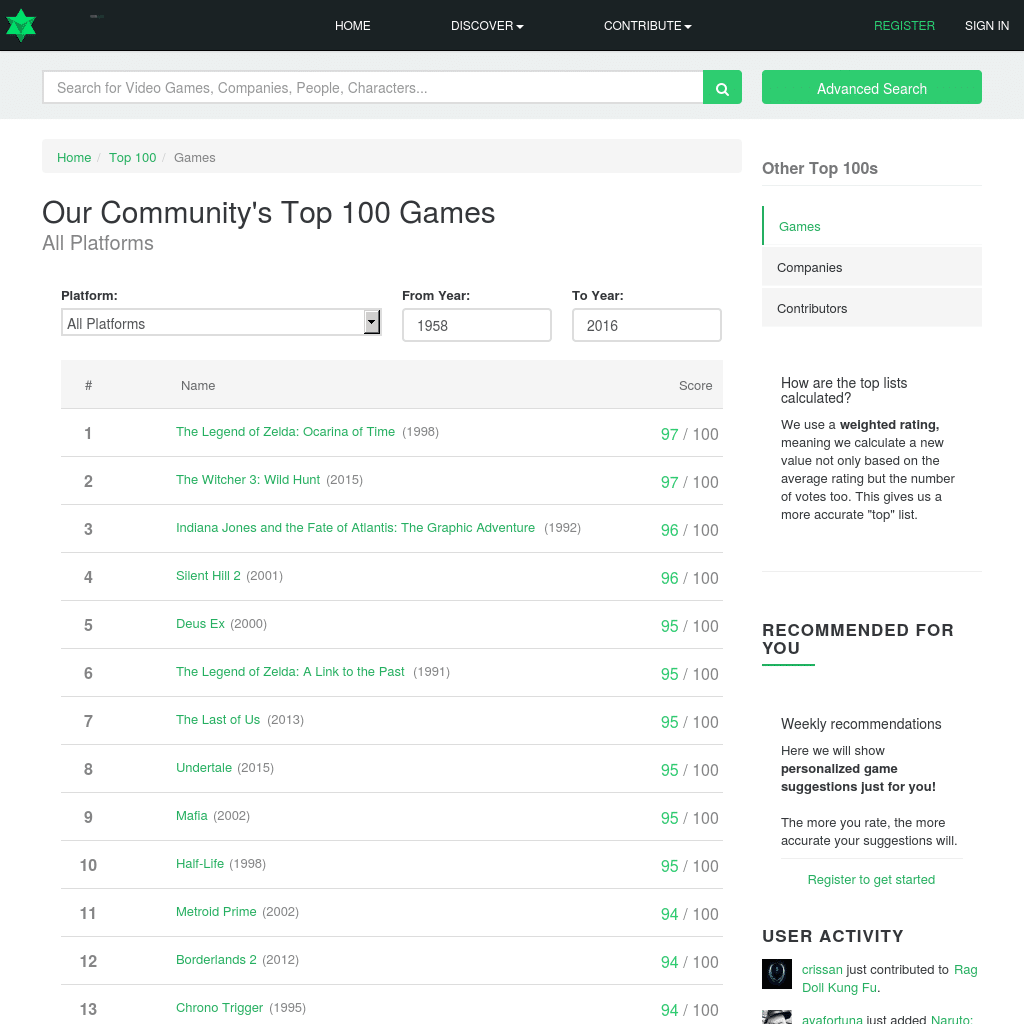 HOME DISCOVER CONTRIBUTE REGISTER SIGN IN
Search for Video Games, Companies, People, Characters...
Advanced Search
Home / Top 100 / Games
Our Community's Top 100 Games
All Platforms
Platform: From Year: To Year:
All Platforms 1958 2016
# Name Score
1 The Legend of Zelda: Ocarina of Time (1998) 97 / 100
2 The Witcher 3: Wild Hunt (2015) 97 / 100
3 Indiana Jones and the Fate of Atlantis: The Graphic Adventure (1992) 96 / 100
4 Silent Hill 2 (2001) 96 / 100
5 Deus Ex (2000) 95 / 100
6 The Legend of Zelda: A Link to the Past (1991) 95 / 100
7 The Last of Us (2013) 95 / 100
8 Undertale (2015) 95 / 100
9 Mafia (2002) 95 / 100
10 Half-Life (1998) 95 / 100
11 Metroid Prime (2002) 94 / 100
12 Borderlands 2 (2012) 94 / 100
13 Chrono Trigger (1995) 94 / 100
Other Top 100s
Games
Companies
Contributors
How are the top lists
calculated?
We use a weighted rating,
meaning we calculate a new
value not only based on the
average rating but the number
of votes too. This gives us a
more accurate "top" list.
RECOMMENDED FOR
YOU
Weekly recommendations
Here we will show
personalized game
suggestions just for you!
The more you rate, the more
accurate your suggestions will.
Register to get started
USER ACTIVITY
crissan just contributed to Rag
Doll Kung Fu.
avafortuna just added Naruto: